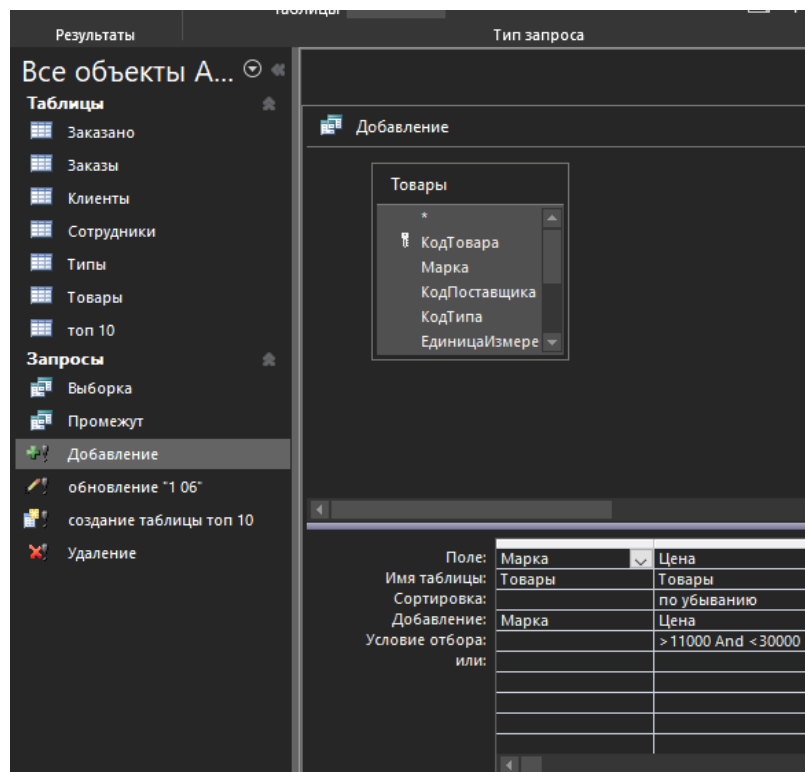 Таблицы
Результаты
Тип запроса
Все объекты A...
Таблицы
Заказано
Заказы
Клиенты
Сотрудники
Типы
Товары
топ 10
Запросы
Выборка
Промежут
Добавление
обновление "1 06"
создание таблицы топ 10
Удаление
Добавление
Товары
*
КодТовара
Марка
КодПоставщика
КодТипа
ЕдиницаИзмере
Поле: Марка Цена
Имя таблицы: Товары Товары
Сортировка: по убыванию
Добавление: Марка Цена
Условие отбора: >11000 And <30000
или: